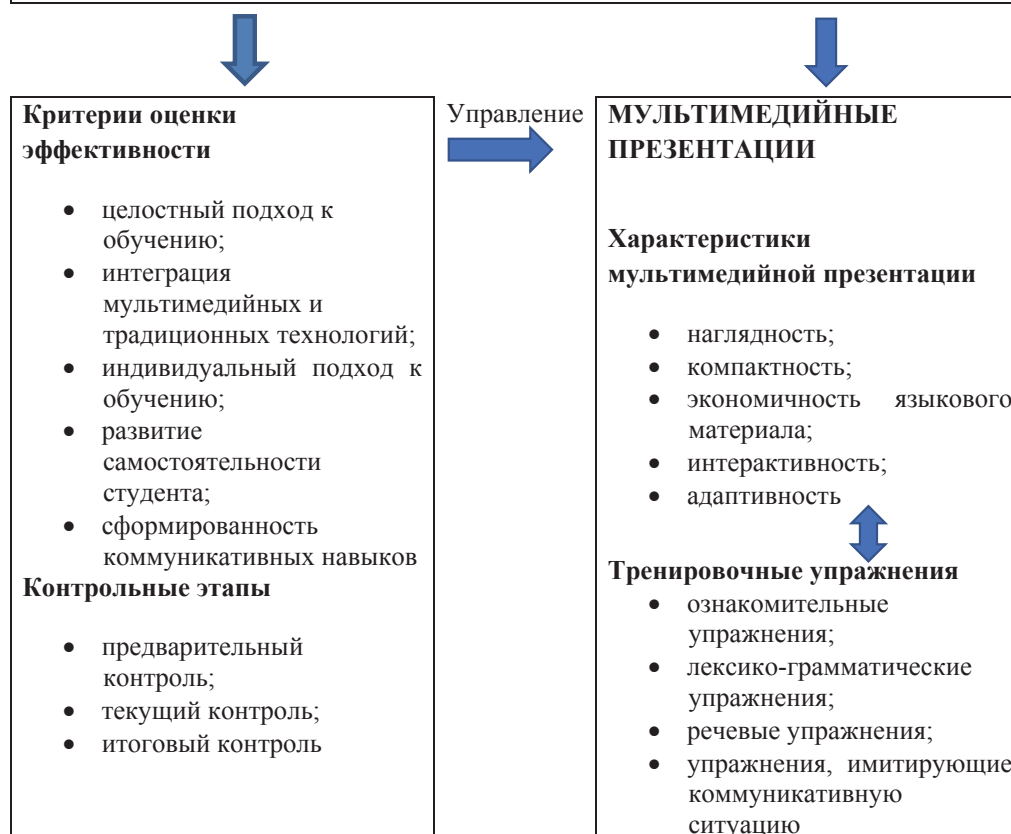 Критерии оценки
эффективности
• целостный подход к
обучению;
• интеграция
мультимедийных и
традиционных технологий;
• индивидуальный подход к
обучению;
• развитие
самостоятельности
студента;
• сформированность
коммуникативных навыков
Контрольные этапы
• предварительный
контроль;
• текущий контроль;
• итоговый контроль
Управление
МУЛЬТИМЕДИЙНЫЕ
ПРЕЗЕНТАЦИИ
Характеристики
мультимедийной презентации
• наглядность;
• компактность;
• экономичность языкового
материала;
• интерактивность;
• адаптивность
Тренировочные упражнения
• ознакомительные
упражнения;
• лексико-грамматические
упражнения;
• речевые упражнения;
• упражнения, имитирующие
коммуникативную
ситуацию